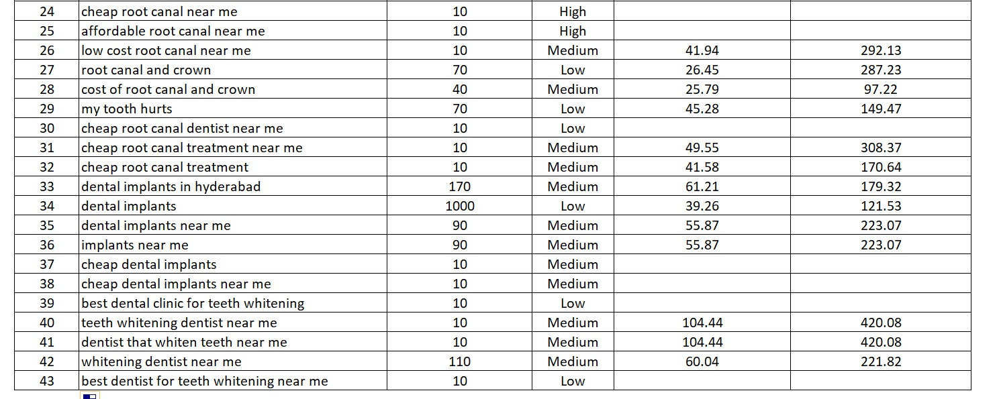 24 cheap root canal near me 10 High
25 affordable root canal near me 10 High
26 low cost root canal near me 10 Medium 41.94 292.13
27 root canal and crown 70 Low 26.45 287.23
28 cost of root canal and crown 40 Medium 25.79 97.22
29 my tooth hurts 70 Low 45.28 149.47
30 cheap root canal dentist near me 10 Low
31 cheap root canal treatment near me 10 Medium 49.55 308.37
32 cheap root canal treatment 10 Medium 41.58 170.64
33 dental implants in hyderabad 170 Medium 61.21 179.32
34 dental implants 1000 Low 39.26 121.53
35 dental implants near me 90 Medium 55.87 223.07
36 implants near me 90 Medium 55.87 223.07
37 cheap dental implants 10 Medium
38 cheap dental implants near me 10 Medium
39 best dental clinic for teeth whitening 10 Low
40 teeth whitening dentist near me 10 Medium 104.44 420.08
41 dentist that whiten teeth near me 10 Medium 104.44 420.08
42 whitening dentist near me 110 Medium 60.04 221.82
43 best dentist for teeth whitening near me 10 Low